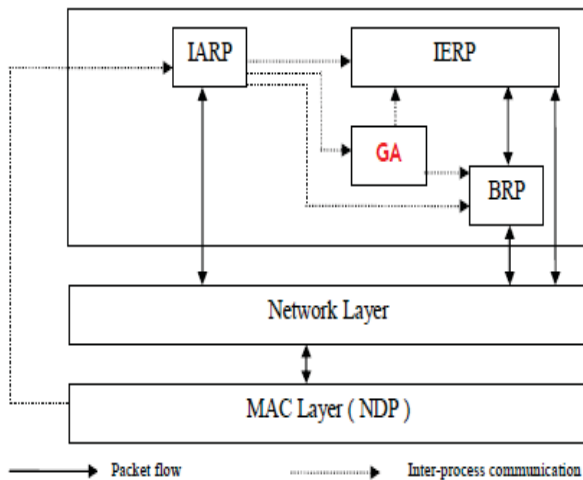 IARP
IERP
GA
BRP
Network Layer
MAC Layer ( NDP )
Packet flow
Inter-process communication